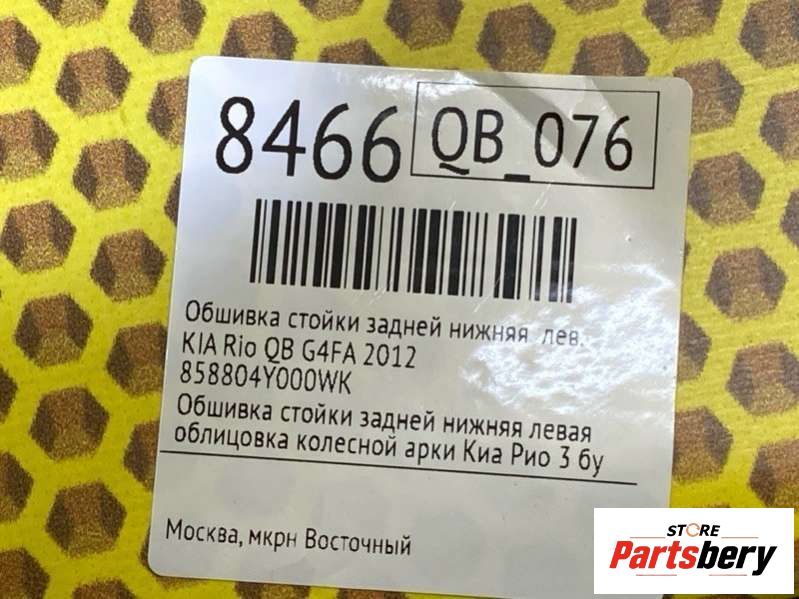 8466 QB_076
Обшивка стойки задней нижняя лев.
KIA Rio QB G4FA 2012
858804Y000WK
Обшивка стойки задней нижняя левая
облицовка колесной арки Киа Рио 3 бу
Москва, мкрн Восточный
STORE
Partsbery